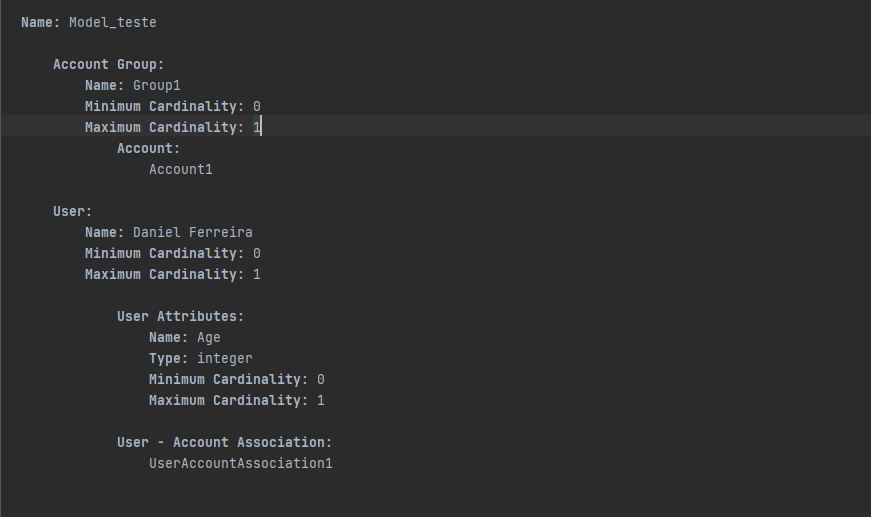 Name: Model_teste
Account Group:
Name: Group1
Minimum Cardinality: 0
Maximum Cardinality: 1
Account:
Account1
User:
Name: Daniel Ferreira
Minimum Cardinality: 0
Maximum Cardinality: 1
User Attributes:
Name: Age
Type: integer
Minimum Cardinality: 0
Maximum Cardinality: 1
User - Account Association:
UserAccountAssociation1